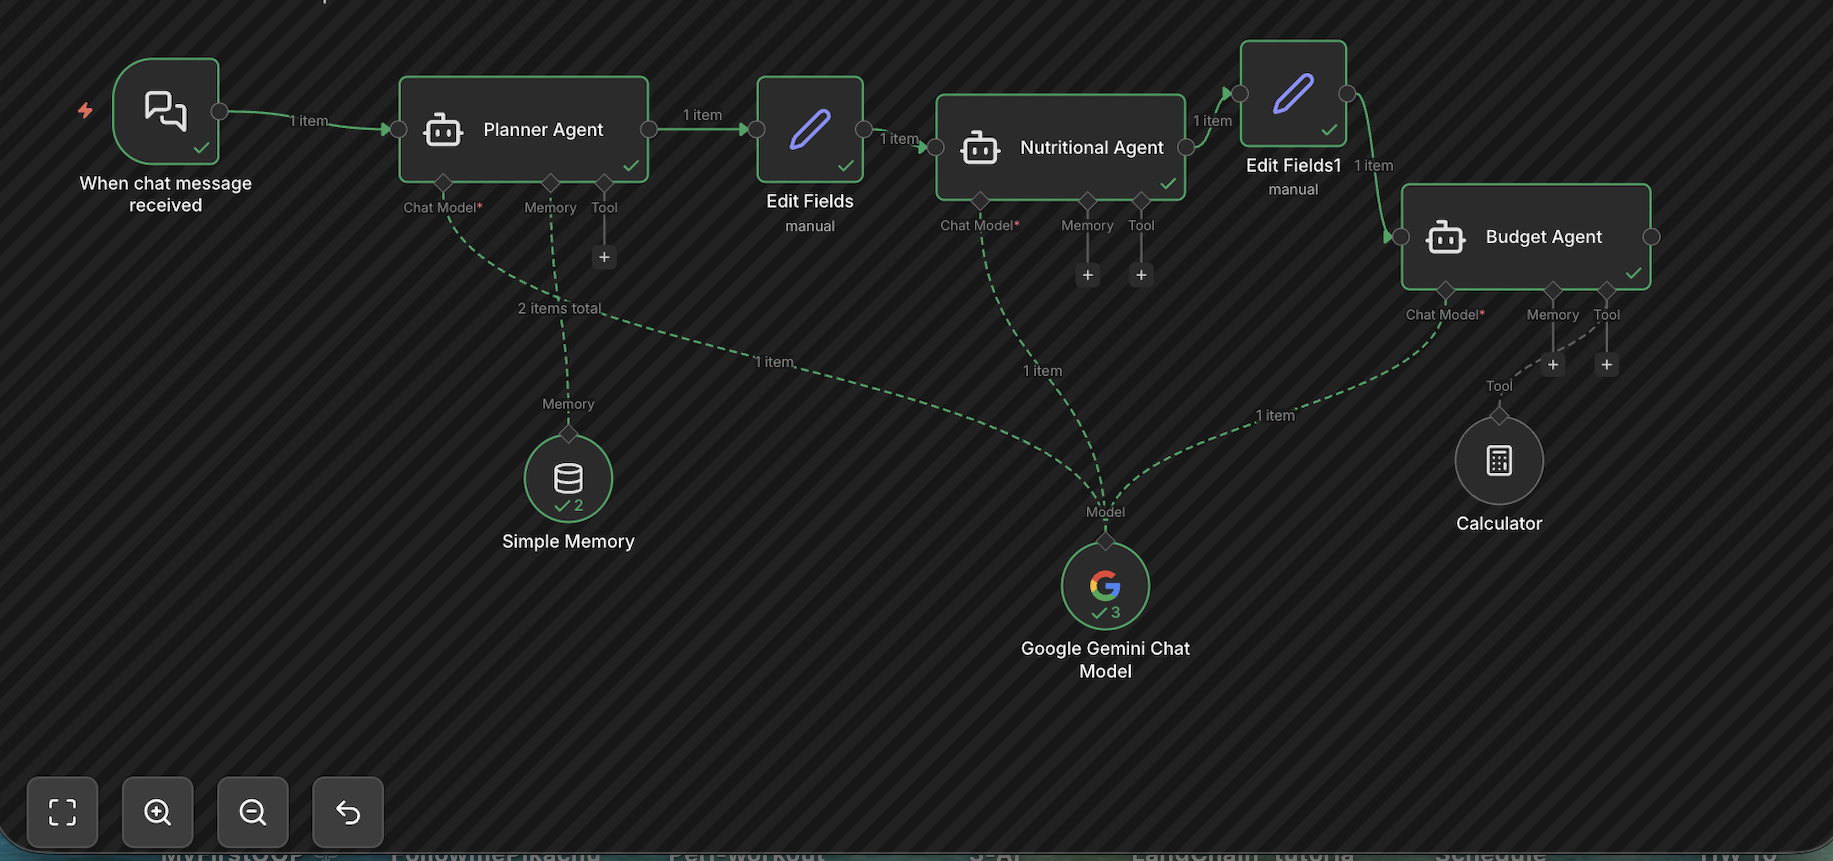 When chat message
received
1 item
Planner Agent
Chat Model*
Memory
Tool
1 item
Edit Fields
manual
1 item
Nutritional Agent
Chat Model*
Memory
Tool
1 item
Edit Fields1
manual
1 item
Budget Agent
Chat Model*
Memory
Tool
2 items total
1 item
1 item
1 item
Memory
2
Simple Memory
Tool
Calculator
Model
3
Google Gemini Chat
Model